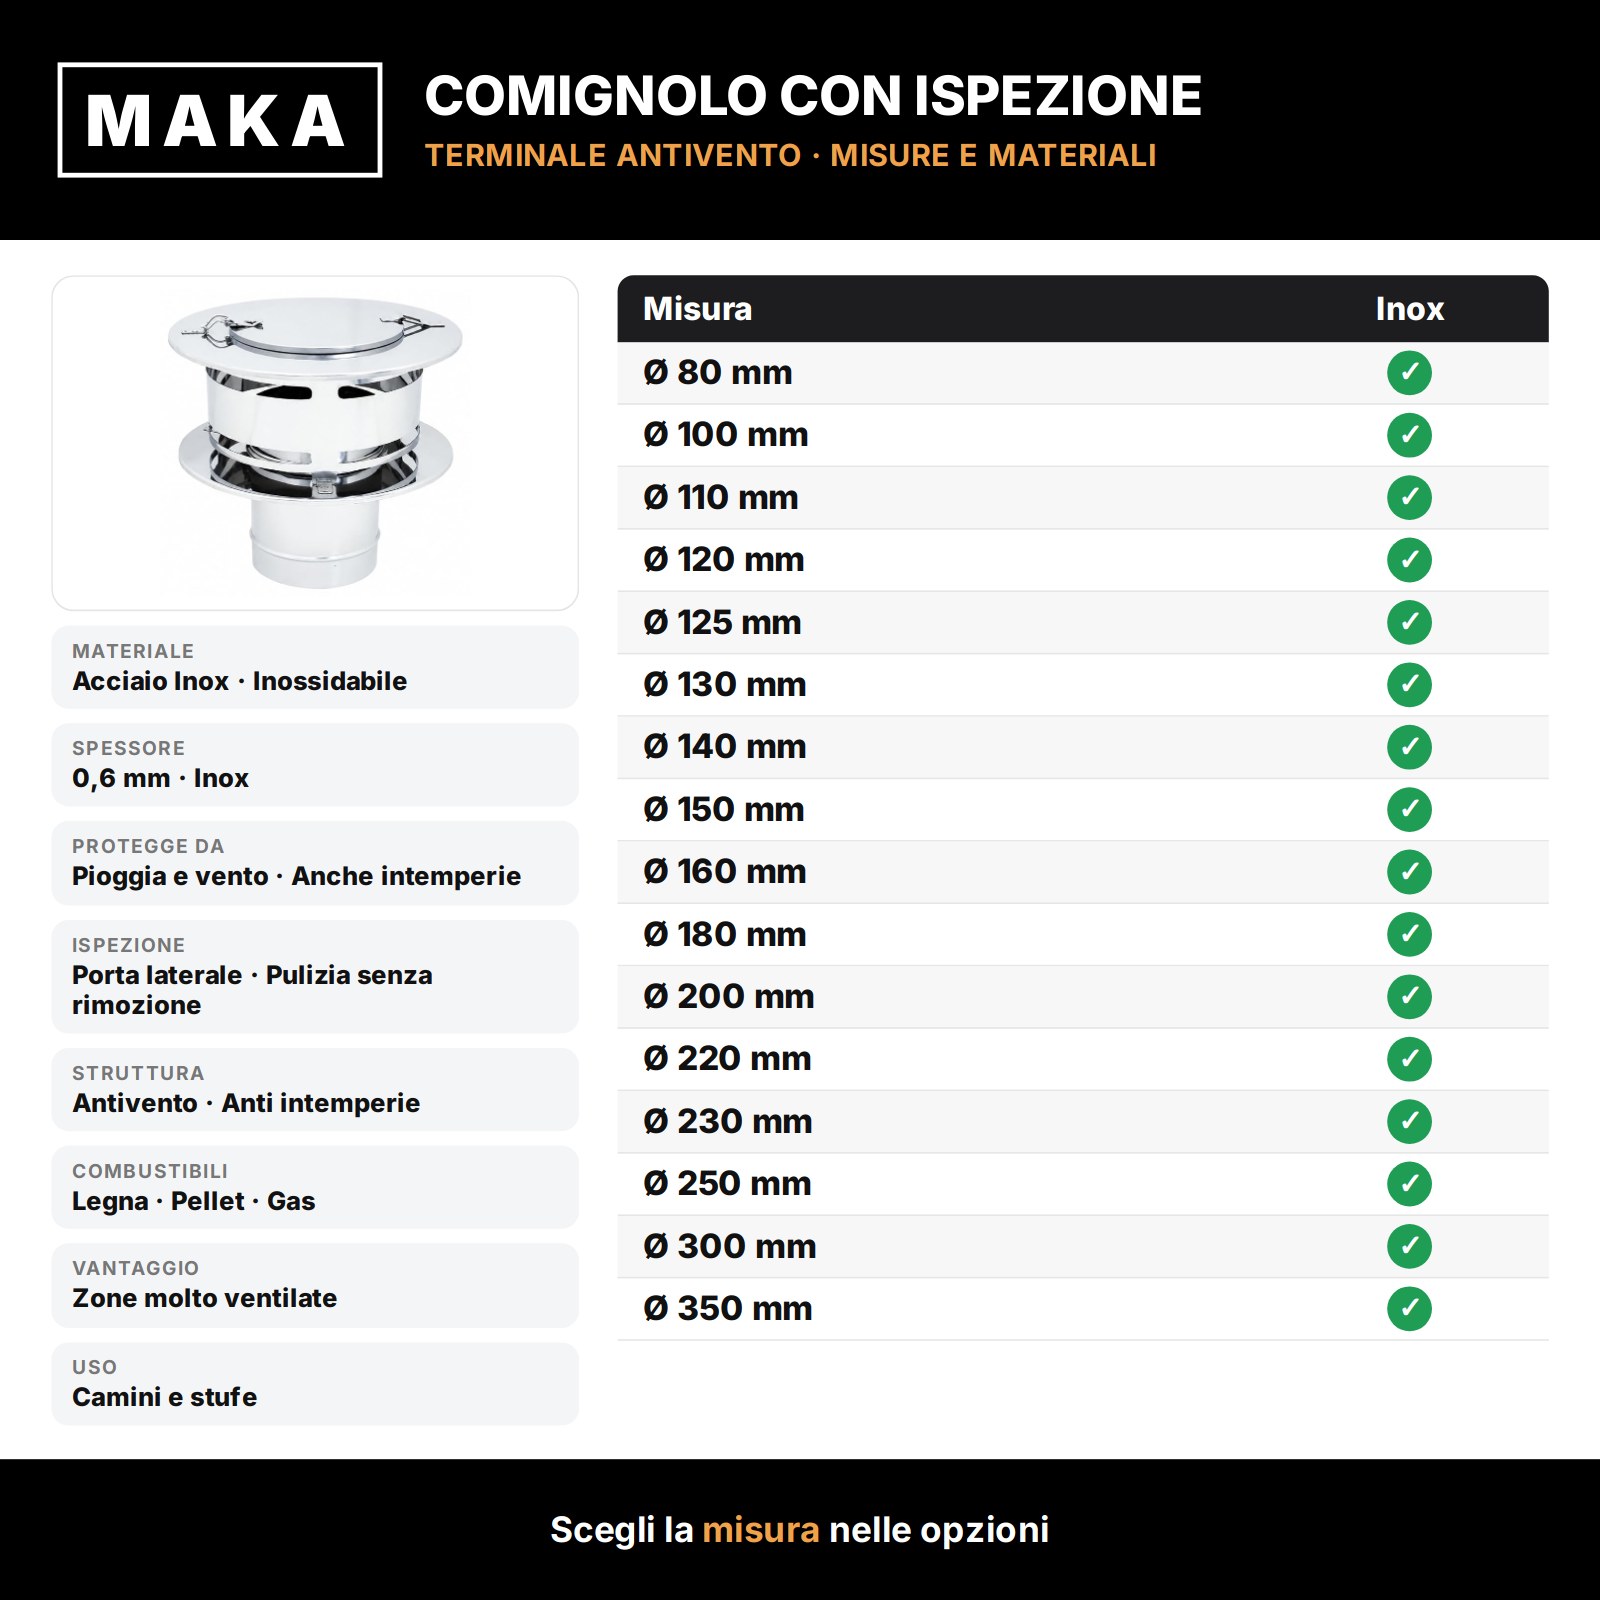 MAKA
COMIGNOLO CON ISPEZIONE
TERMINALE ANTIVENTO · MISURE E MATERIALI
MATERIALE
Acciaio Inox · Inossidabile
SPESSORE
0,6 mm · Inox
PROTEGGE DA
Pioggia e vento · Anche intemperie
ISPEZIONE
Porta laterale · Pulizia senza
rimozione
STRUTTURA
Antivento · Anti intemperie
COMBUSTIBILI
Legna · Pellet · Gas
VANTAGGIO
Zone molto ventilate
USO
Camini e stufe
Misura Inox
Ø 80 mm ✓
Ø 100 mm ✓
Ø 110 mm ✓
Ø 120 mm ✓
Ø 125 mm ✓
Ø 130 mm ✓
Ø 140 mm ✓
Ø 150 mm ✓
Ø 160 mm ✓
Ø 180 mm ✓
Ø 200 mm ✓
Ø 220 mm ✓
Ø 230 mm ✓
Ø 250 mm ✓
Ø 300 mm ✓
Ø 350 mm ✓
Scegli la misura nelle opzioni